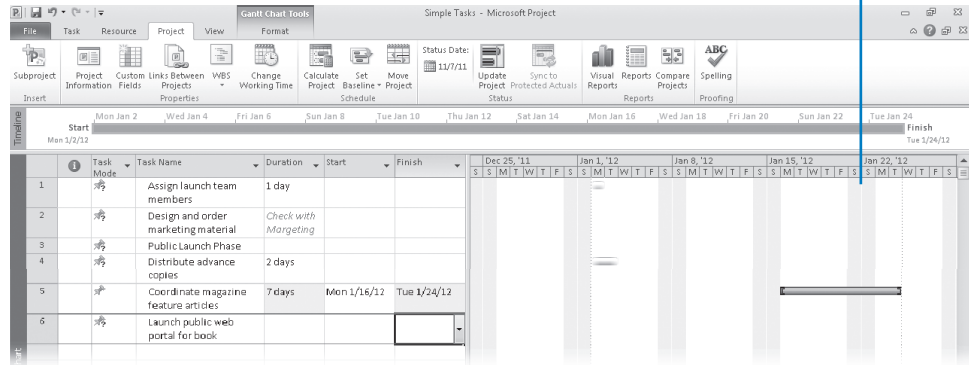 Gantt Chart Tools
Simple Tasks - Microsoft Project
File Task Resource Project View Format
Subproject
Project Information
Custom Fields
Links Between Projects
WBS
Change Working Time
Calculate Project
Set Baseline
Move Project
Status Date:
11/7/11
Update Project
Sync to Protected Actuals
Visual Reports
Reports
Compare Projects
ABC
Spelling
Insert Properties Schedule Status Reports Proofing
Timeline
Mon Jan 2 Wed Jan 4 Fri Jan 6 Sun Jan 8 Tue Jan 10 Thu Jan 12 Sat Jan 14 Mon Jan 16 Wed Jan 18 Fri Jan 20 Sun Jan 22 Tue Jan 24
Start
Mon 1/2/12
Finish
Tue 1/24/12
Task Mode Task Name Duration Start Finish
Dec 25, '11 Jan 1, '12 Jan 8, '12 Jan 15, '12 Jan 22, '12
S S M T W T F S S M T W T F S S M T W T F S S M T W T F S S M T W T F S
1 Assign launch team members 1 day
2 Design and order marketing material Check with Margeting
3 Public Launch Phase
4 Distribute advance copies 2 days
5 Coordinate magazine feature articles 7 days Mon 1/16/12 Tue 1/24/12
6 Launch public web portal for book